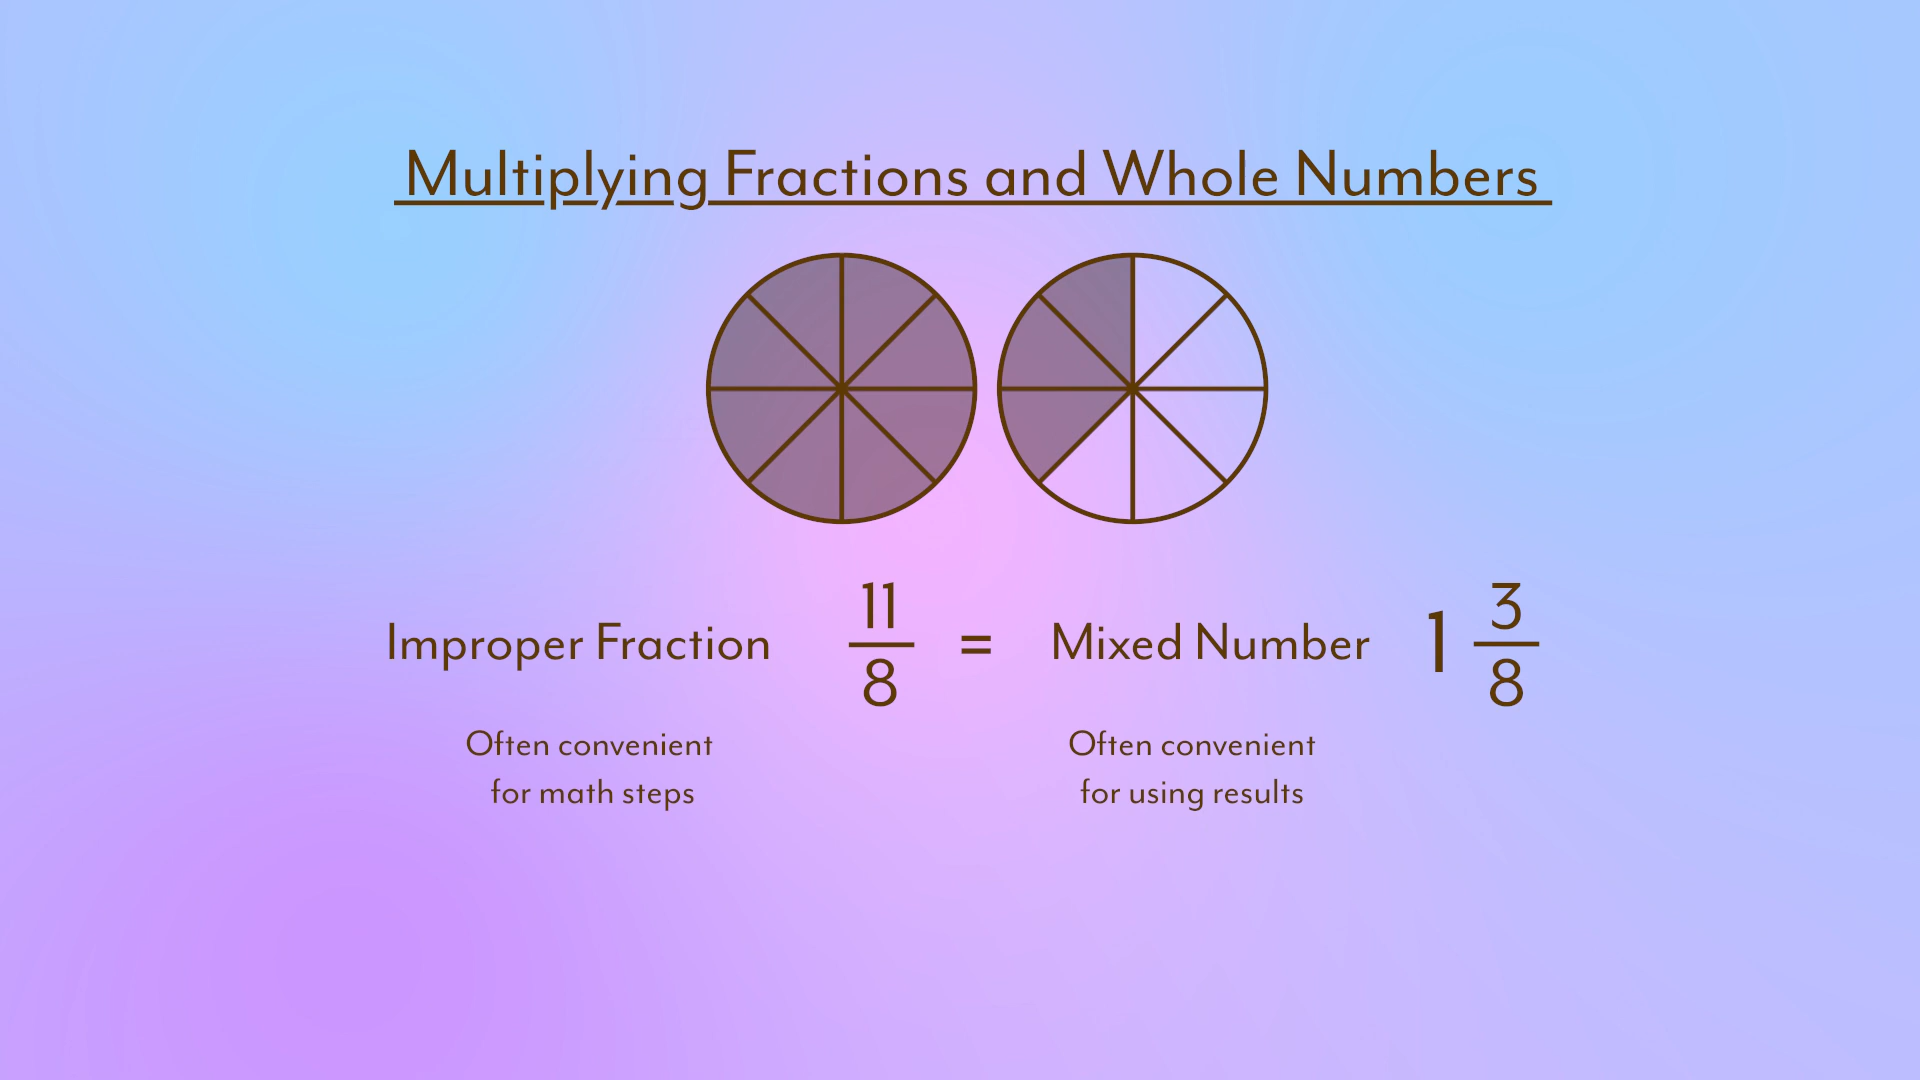 Multiplying Fractions and Whole Numbers
Improper Fraction 11/8 = Mixed Number 1 3/8
Often convenient
for math steps
Often convenient
for using results